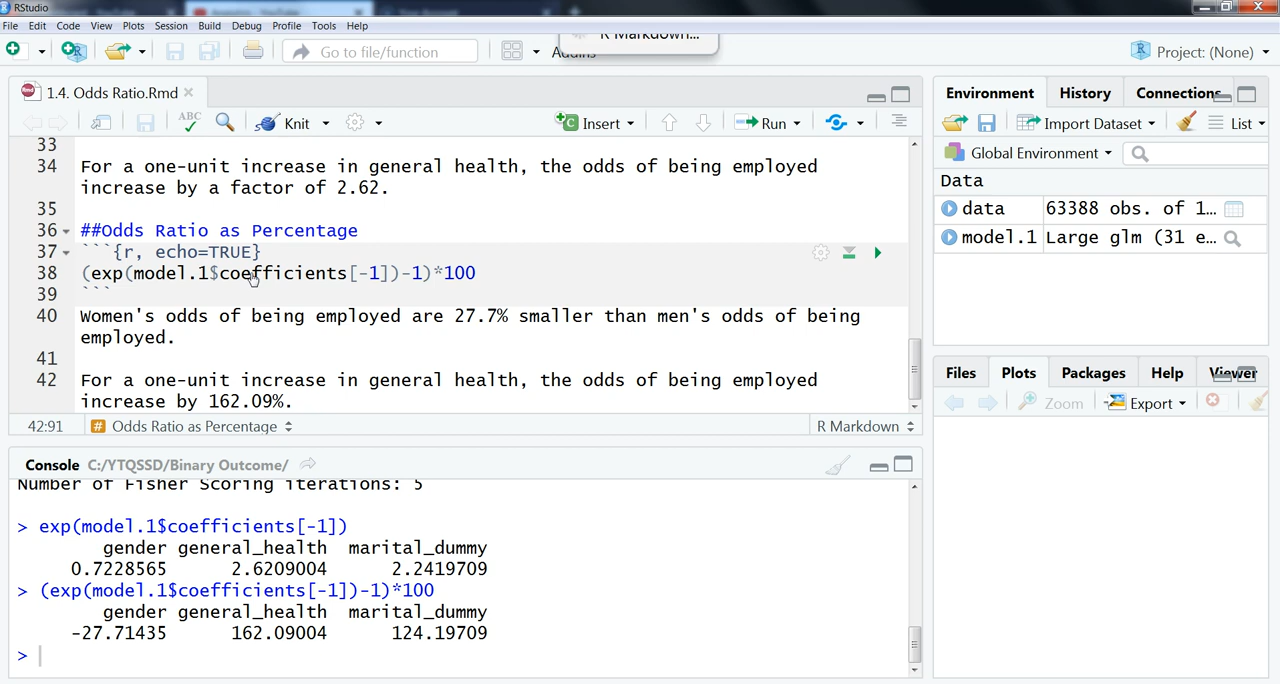 RStudio
File Edit Code View Plots Session Build Debug Profile Tools Help
R Markdown...
Go to file/function
Addins
Project: (None)
1.4. Odds Ratio.Rmd
ABC
Knit
Insert
Run
33
34 For a one-unit increase in general health, the odds of being employed
increase by a factor of 2.62.
35
36 ##Odds Ratio as Percentage
37 ```{r, echo=TRUE}
38 (exp(model.1$coefficients[-1])-1)*100
39 ```
40 Women's odds of being employed are 27.7% smaller than men's odds of being
employed.
41
42 For a one-unit increase in general health, the odds of being employed
increase by 162.09%.
42:91 # Odds Ratio as Percentage R Markdown
Console C:/YTQSSD/Binary Outcome/
Number of Fisher Scoring iterations: 5
> exp(model.1$coefficients[-1])
gender general_health marital_dummy
0.7228565 2.6209004 2.2419709
> (exp(model.1$coefficients[-1])-1)*100
gender general_health marital_dummy
-27.71435 162.09004 124.19709
>
Environment History Connections
Import Dataset List
Global Environment
Data
data 63388 obs. of 1...
model.1 Large glm (31 e...
Files Plots Packages Help Viewer
Zoom Export